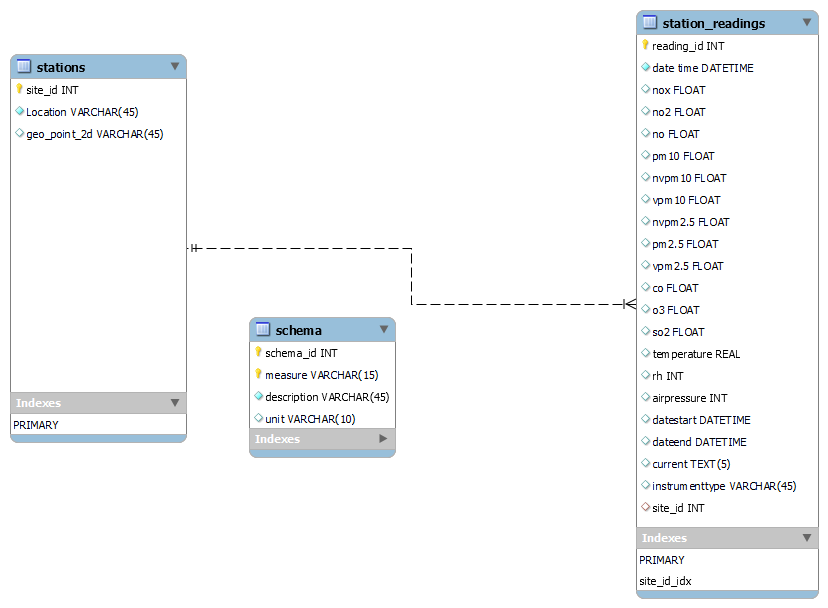 stations
site_id INT
Location VARCHAR(45)
geo_point_2d VARCHAR(45)
Indexes
PRIMARY
schema
schema_id INT
measure VARCHAR(15)
description VARCHAR(45)
unit VARCHAR(10)
Indexes
station_readings
reading_id INT
date time DATETIME
nox FLOAT
no2 FLOAT
no FLOAT
pm10 FLOAT
nvpm10 FLOAT
vpm10 FLOAT
nvpm2.5 FLOAT
pm2.5 FLOAT
vpm2.5 FLOAT
co FLOAT
o3 FLOAT
so2 FLOAT
temperature REAL
rh INT
airpressure INT
datestart DATETIME
dateend DATETIME
current TEXT(5)
instrumenttype VARCHAR(45)
site_id INT
Indexes
PRIMARY
site_id_idx